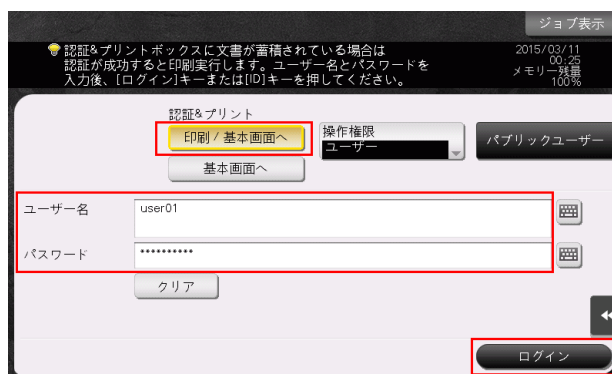 ジョブ表示
認証&プリントボックスに文書が蓄積されている場合は
認証が成功すると印刷実行します。ユーザー名とパスワードを
入力後、[ログイン]キーまたは[ID]キーを押してください。
2015/03/11
00:25
メモリー残量
100%
認証&プリント
印刷 / 基本画面へ
操作権限
ユーザー
パブリックユーザー
基本画面へ
ユーザー名
user01
パスワード
**********
クリア
ログイン